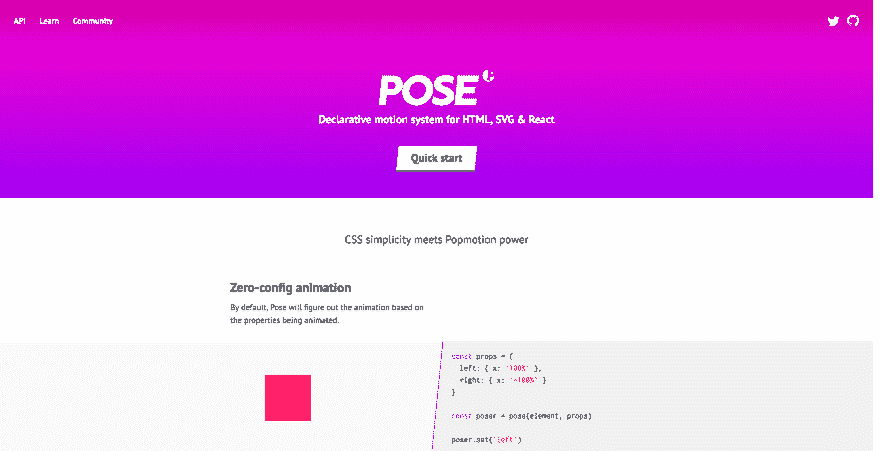 API Learn Community
POSE
Declarative motion system for HTML, SVG & React
Quick start
CSS simplicity meets Popmotion power
Zero-config animation
By default, Pose will figure out the animation based on
the properties being animated.
const props = {
left: { x: '100%' },
right: { x: '-100%' }
}
const poser = pose(element, props)
poser.set('left')